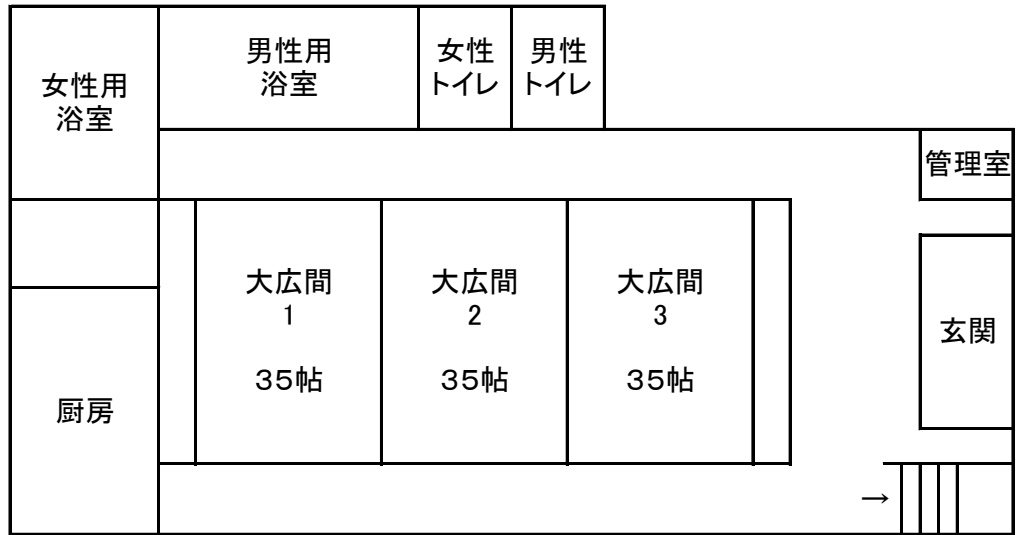 女性用
浴室
男性用
浴室
女性
トイレ
男性
トイレ
管理室
大広間
1
35帖
大広間
2
35帖
大広間
3
35帖
玄関
厨房
→